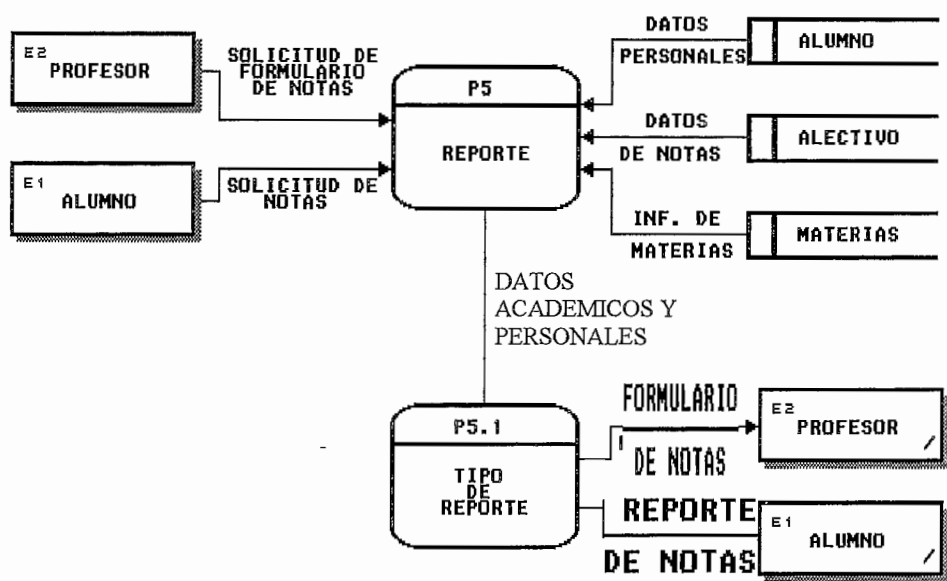 E2
PROFESOR
SOLICITUD DE
FORMULARIO
DE NOTAS
E1
ALUMNO
SOLICITUD DE
NOTAS
P5
REPORTE
DATOS
PERSONALES
ALUMNO
DATOS
DE NOTAS
ALECTIVO
INF. DE
MATERIAS
MATERIAS
DATOS
ACADEMICOS Y
PERSONALES
P5.1
TIPO
DE
REPORTE
FORMULARIO
DE NOTAS
E2
PROFESOR
REPORTE
DE NOTAS
E1
ALUMNO